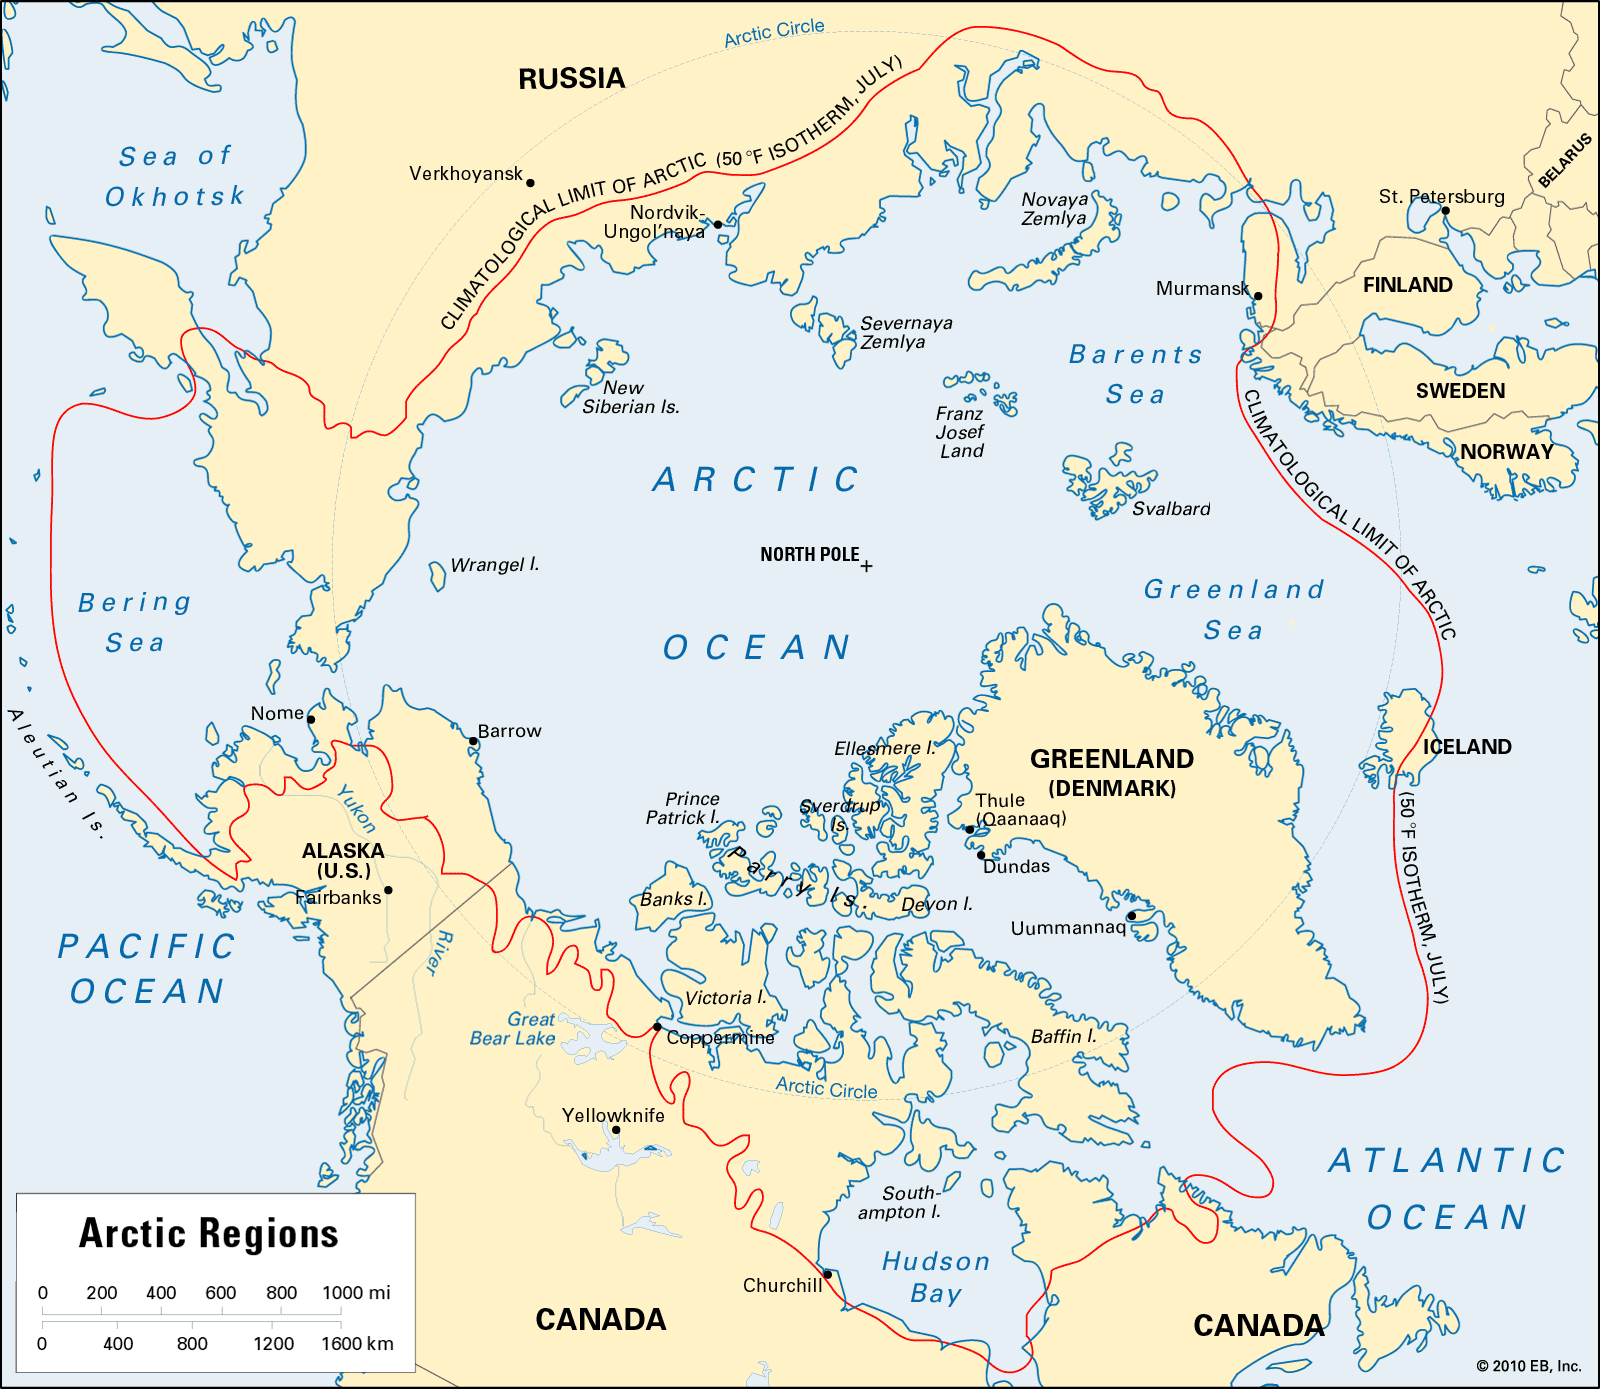 Arctic Circle
RUSSIA
CLIMATOLOGICAL LIMIT OF ARCTIC (50 °F ISOTHERM, JULY)
Sea of
Okhotsk
Verkhoyansk
Nordvik-
Ungol'naya
Novaya
Zemlya
BELARUS
St. Petersburg
FINLAND
Murmansk
Severnaya
Zemlya
Barents
Sea
New
Siberian Is.
Franz
Josef
Land
SWEDEN
NORWAY
CLIMATOLOGICAL LIMIT OF ARCTIC
(50 °F ISOTHERM, JULY)
ARCTIC
OCEAN
Svalbard
NORTH POLE
Wrangel I.
Bering
Sea
Greenland
Sea
Aleutian Is.
Nome
Barrow
Ellesmere I.
GREENLAND
(DENMARK)
ICELAND
Yukon
River
Prince
Patrick I.
Sverdrup
Is.
Thule
(Qaanaaq)
Dundas
ALASKA
(U.S.)
Fairbanks
Parry Is.
Banks I.
Devon I.
Uummannaq
PACIFIC
OCEAN
Victoria I.
Great
Bear Lake
Coppermine
Baffin I.
Arctic Circle
Yellowknife
ATLANTIC
OCEAN
South-
ampton I.
Hudson
Bay
Churchill
CANADA
CANADA
Arctic Regions
0 200 400 600 800 1000 mi
0 400 800 1200 1600 km
© 2010 EB, Inc.